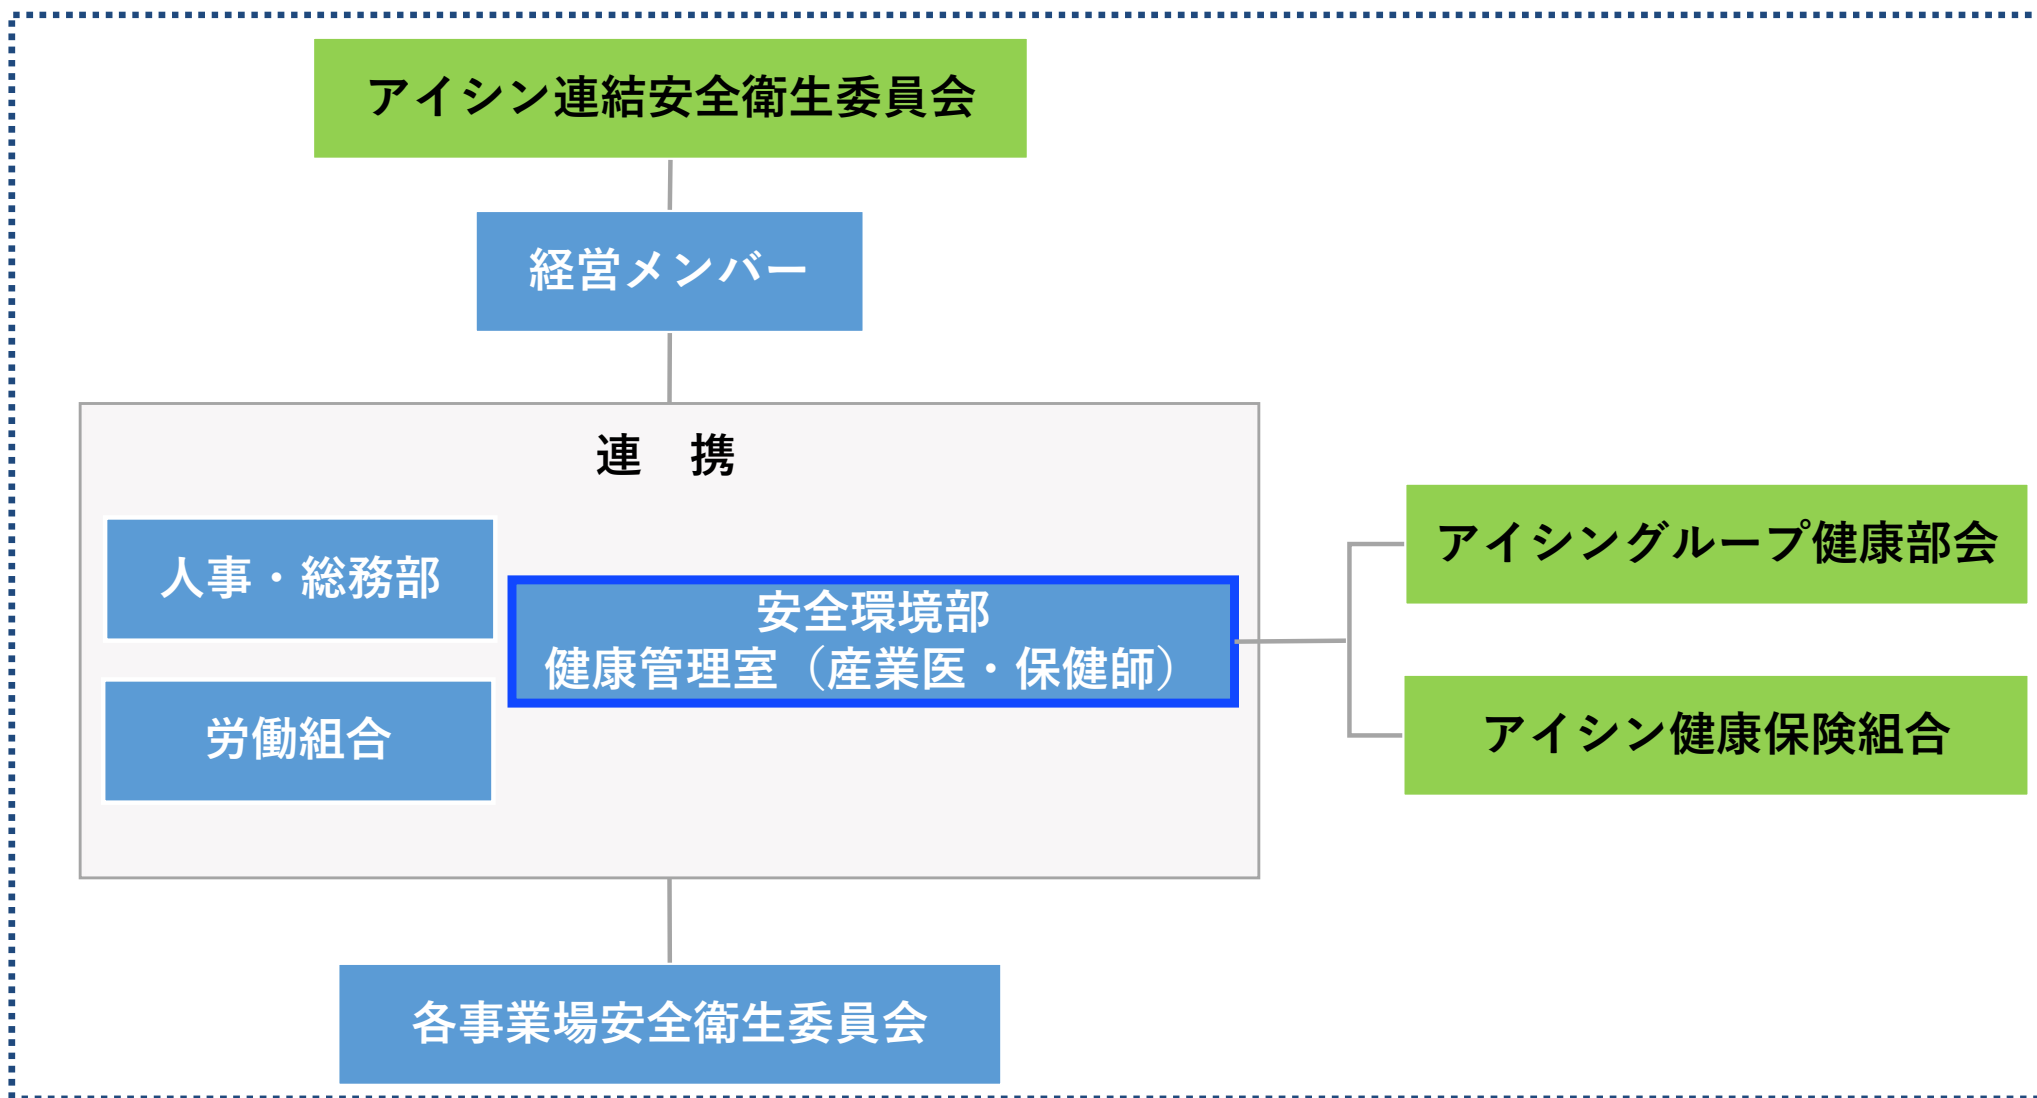 アイシン連結安全衛生委員会
経営メンバー
連　携
人事・総務部
労働組合
安全環境部
健康管理室（産業医・保健師）
アイシングループ健康部会
アイシン健康保険組合
各事業場安全衛生委員会